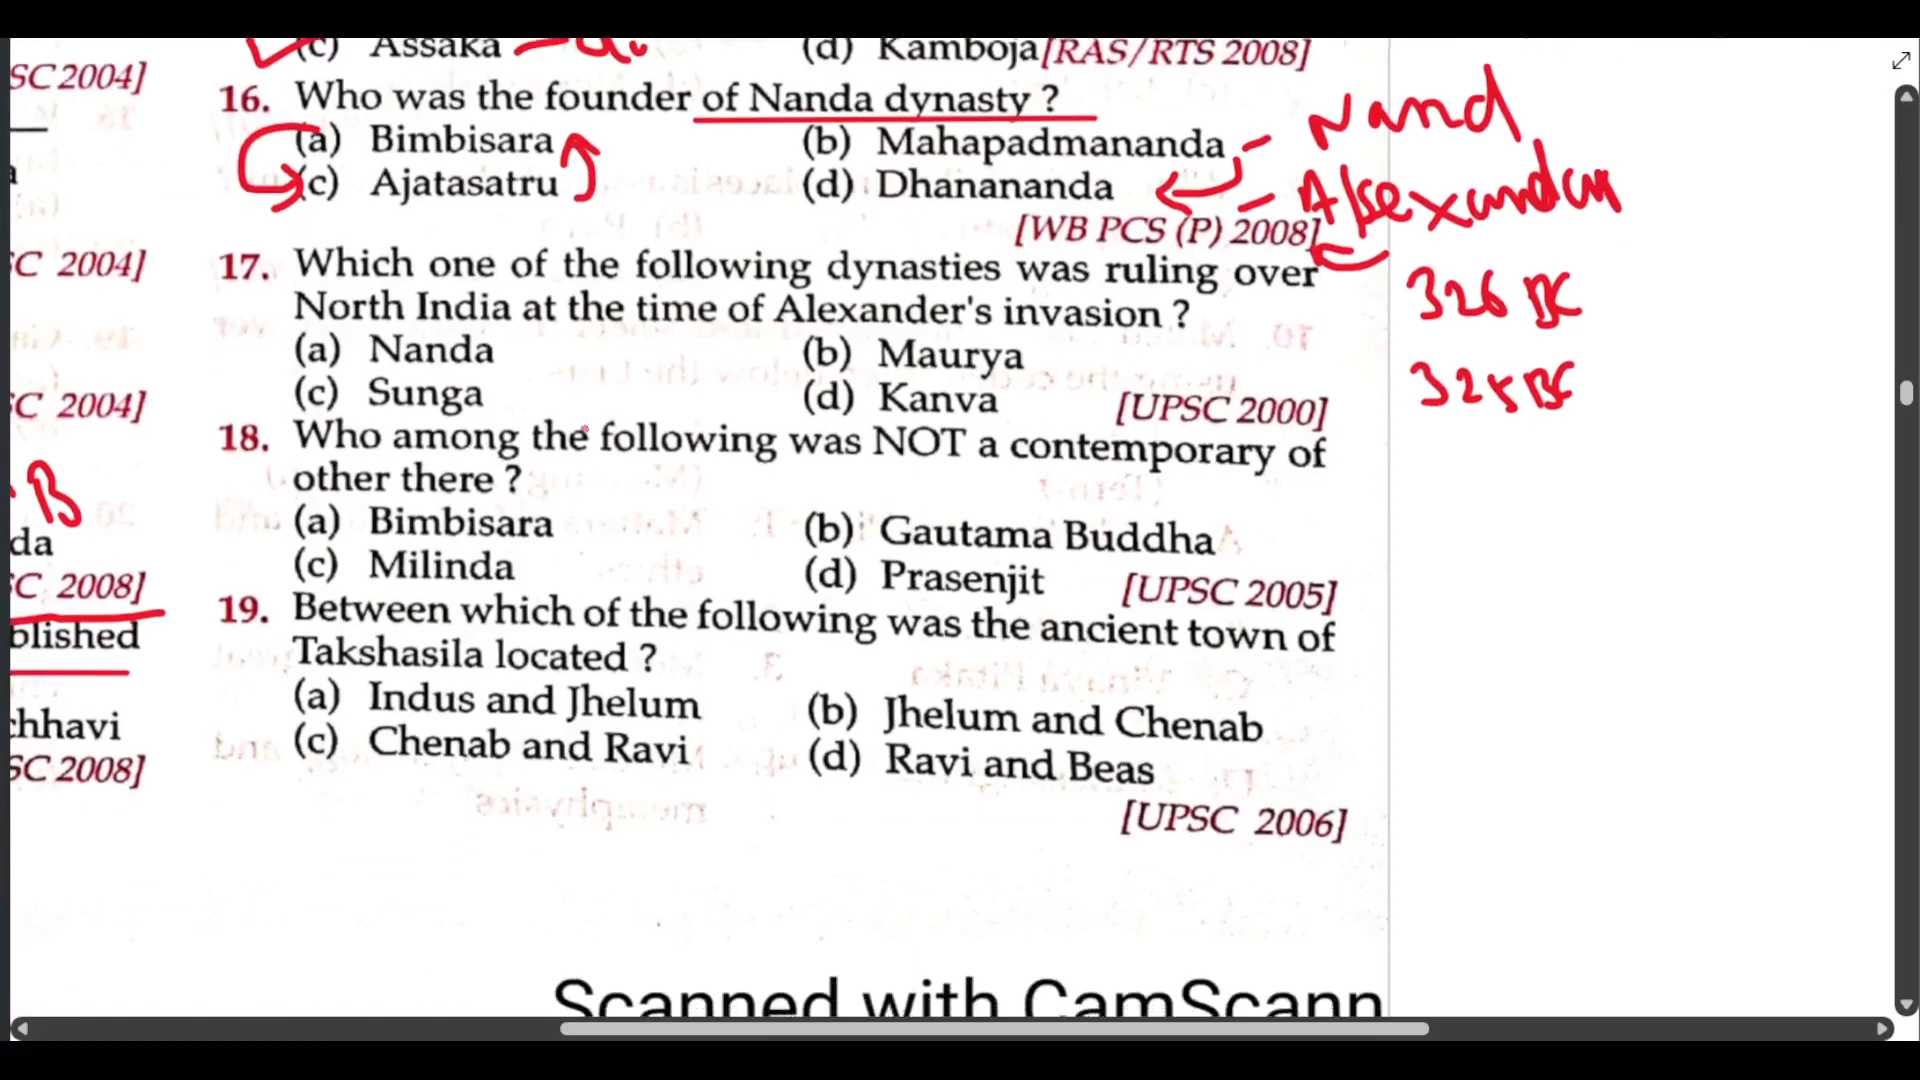 (c) Assaka
(d) Kamboja [RAS/RTS 2008]
SC 2004]
16. Who was the founder of Nanda dynasty ?
(a) Bimbisara (b) Mahapadmananda
(c) Ajatasatru (d) Dhanananda
[WB PCS (P) 2008]
Nand
Alexander
326 BC
325 BC
C 2004]
17. Which one of the following dynasties was ruling over
North India at the time of Alexander's invasion ?
(a) Nanda (b) Maurya
(c) Sunga (d) Kanva [UPSC 2000]
C 2004]
18. Who among the following was NOT a contemporary of
other there ?
(a) Bimbisara (b) Gautama Buddha
(c) Milinda (d) Prasenjit [UPSC 2005]
B
da
C, 2008]
blished
19. Between which of the following was the ancient town of
Takshasila located ?
(a) Indus and Jhelum (b) Jhelum and Chenab
(c) Chenab and Ravi (d) Ravi and Beas
[UPSC 2006]
chhavi
SC 2008]
Scanned with CamScann